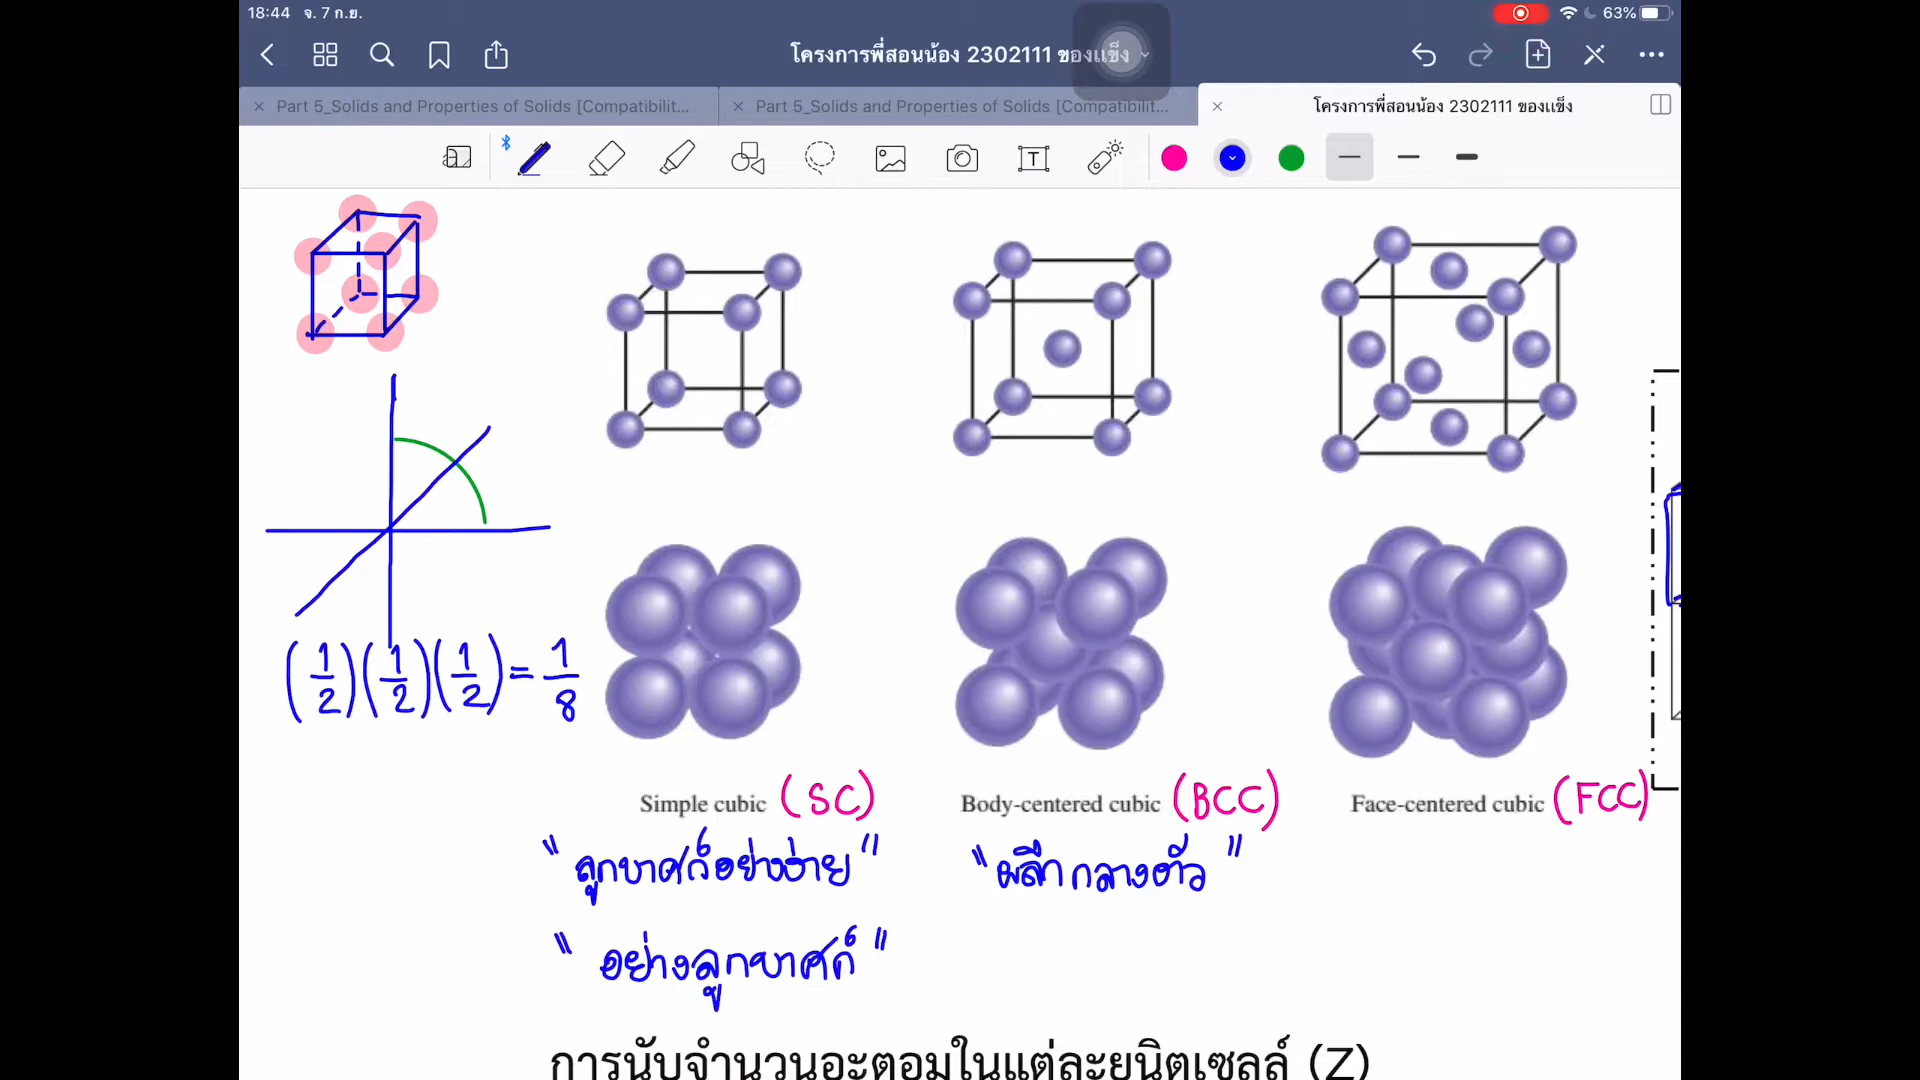 18:44 จ. 7 ก.ย. 63%
โครงการพี่สอนน้อง 2302111 ของแข็ง
Part 5_Solids and Properties of Solids [Compatibilit...
Part 5_Solids and Properties of Solids [Compatibilit...
โครงการพี่สอนน้อง 2302111 ของแข็ง
(1/2)(1/2)(1/2) = 1/8
Simple cubic (SC)
Body-centered cubic (BCC)
Face-centered cubic (FCC)
"ลูกบาศก์อย่างง่าย"
"ผลึกกลางตัว"
"อย่างลูกบาศก์"
การนับจำนวนอะตอมในแต่ละยูนิตเซลล์ (Z)